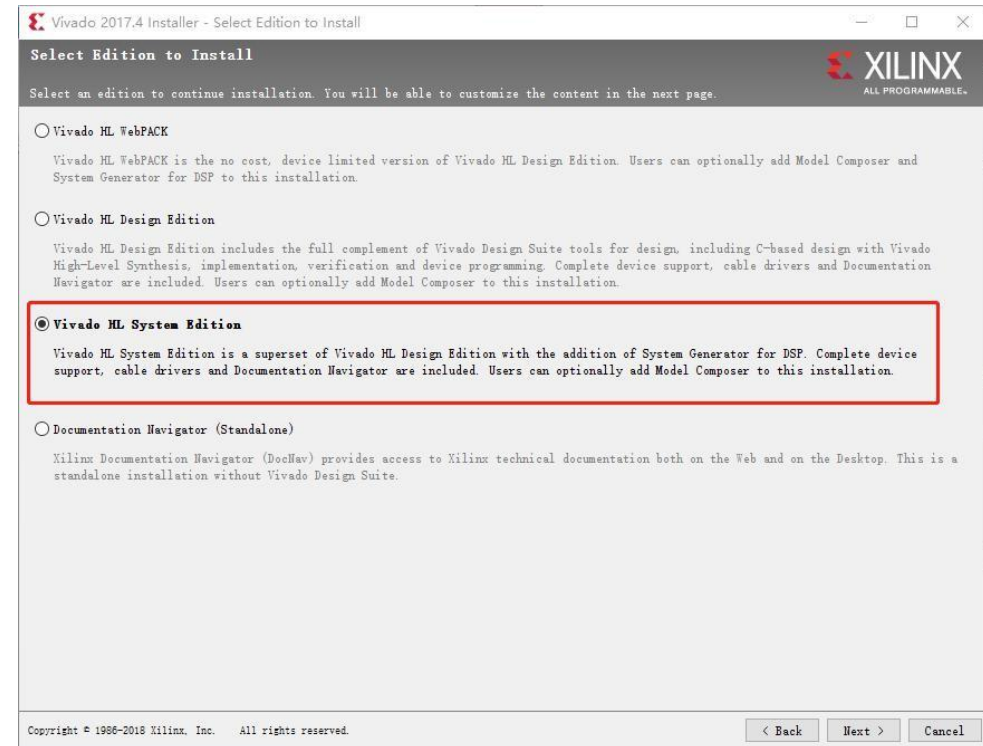 Vivado 2017.4 Installer - Select Edition to Install
Select Edition to Install
XILINX
ALL PROGRAMMABLE.
Select an edition to continue installation. You will be able to customize the content in the next page.
Vivado HL WebPACK
Vivado HL WebPACK is the no cost, device limited version of Vivado HL Design Edition. Users can optionally add Model Composer and
System Generator for DSP to this installation.
Vivado HL Design Edition
Vivado HL Design Edition includes the full complement of Vivado Design Suite tools for design, including C-based design with Vivado
High-Level Synthesis, implementation, verification and device programming. Complete device support, cable drivers and Documentation
Navigator are included. Users can optionally add Model Composer to this installation.
Vivado HL System Edition
Vivado HL System Edition is a superset of Vivado HL Design Edition with the addition of System Generator for DSP. Complete device
support, cable drivers and Documentation Navigator are included. Users can optionally add Model Composer to this installation.
Documentation Navigator (Standalone)
Xilinx Documentation Navigator (DocNav) provides access to Xilinx technical documentation both on the Web and on the Desktop. This is a
standalone installation without Vivado Design Suite.
Copyright © 1986-2018 Xilinx, Inc. All rights reserved.
< Back Next > Cancel